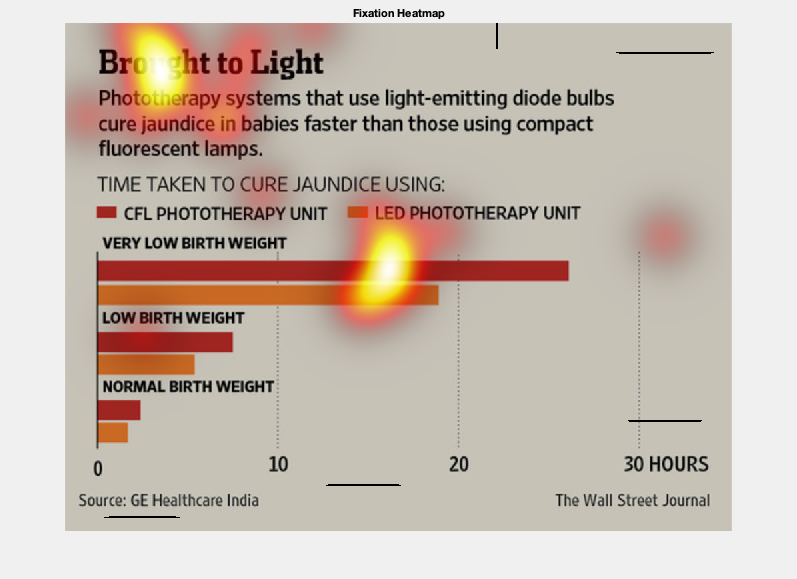 Fixation Heatmap
Brought to Light
Phototherapy systems that use light-emitting diode bulbs
cure jaundice in babies faster than those using compact
fluorescent lamps.
TIME TAKEN TO CURE JAUNDICE USING:
CFL PHOTOTHERAPY UNIT LED PHOTOTHERAPY UNIT
VERY LOW BIRTH WEIGHT
LOW BIRTH WEIGHT
NORMAL BIRTH WEIGHT
0 10 20 30 HOURS
Source: GE Healthcare India The Wall Street Journal